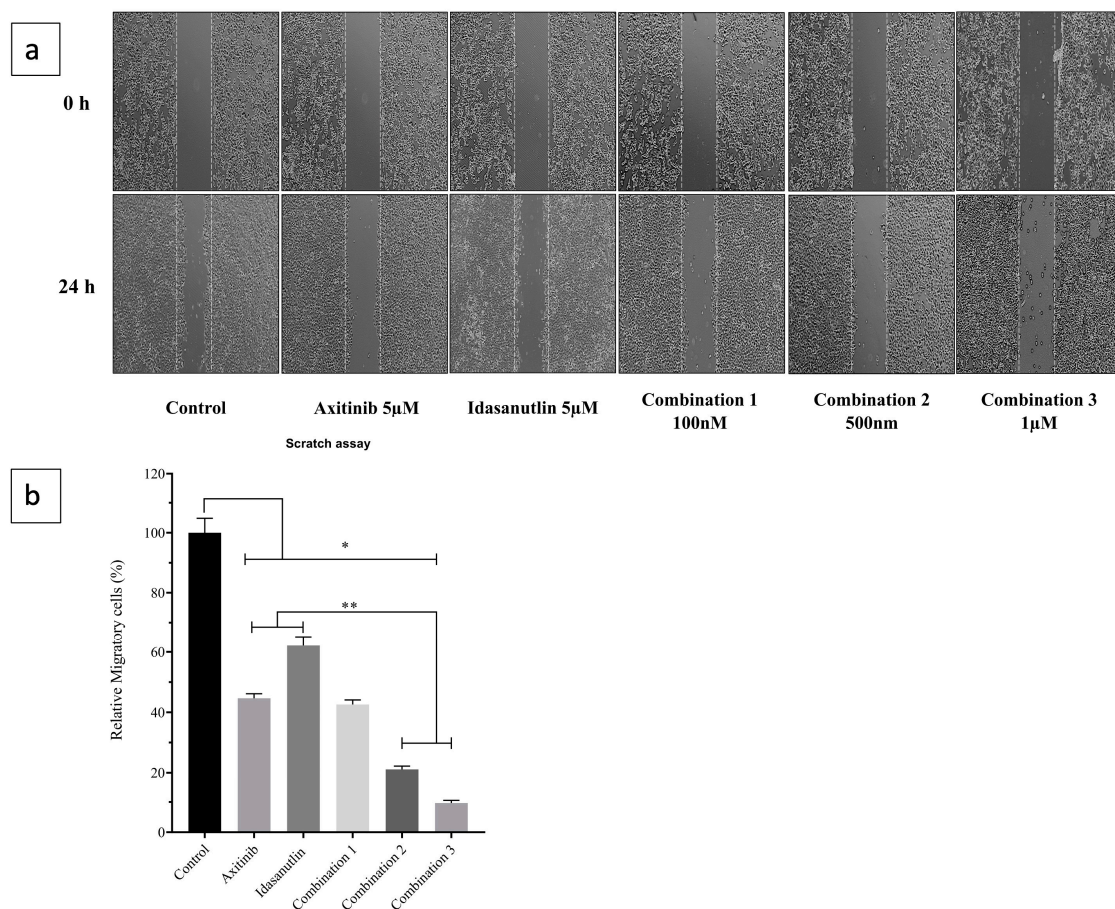 a
0 h
24 h
Control
Axitinib 5µM
Idasanutlin 5µM
Combination 1
100nM
Combination 2
500nm
Combination 3
1µM
Scratch assay
b
Relative Migratory cells (%)
120
100
80
60
40
20
0
*
**
Control
Axitinib
Idasanutlin
Combination 1
Combination 2
Combination 3